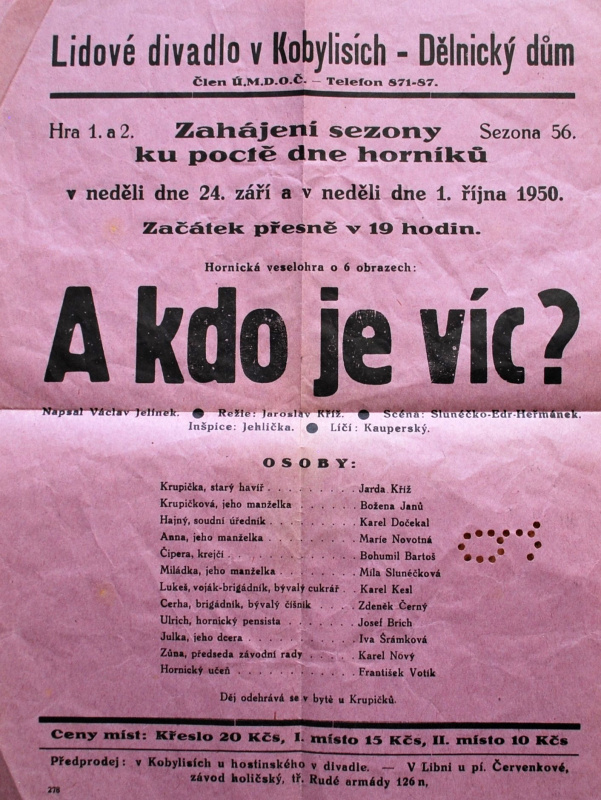 Lidové divadlo v Kobylisích - Dělnický dům
Člen Ú.M.D.O.Č. — Telefon 871-87.
Hra 1. a 2. Zahájení sezony Sezona 56.
ku poctě dne horníků
v neděli dne 24. září a v neděli dne 1. října 1950.
Začátek přesně v 19 hodin.
Hornická veselohra o 6 obrazech:
A kdo je víc?
Napsal Václav Jelínek. ● Režie: Jaroslav Kříž. ● Scéna: Slunéčko-Edr-Heřmánek.
Inšpice: Jehlička. ● Líčí: Kauperský.
OSOBY:
Krupička, starý havíř . . . . . . . . . Jarda Kříž
Krupičková, jeho manželka . . . . . . Božena Janů
Hajný, soudní úředník . . . . . . . . . Karel Dočekal
Anna, jeho manželka . . . . . . . . . Marie Novotná
Čipera, krejčí . . . . . . . . . . . . Bohumil Bartoš
Miládka, jeho manželka . . . . . . . . Míla Slunéčková
Lukeš, voják-brigádník, bývalý cukrář . . Karel Kesl
Cerha, brigádník, bývalý číšník . . . . Zdeněk Černý
Ulrich, hornický pensista . . . . . . . Josef Brich
Julka, jeho dcera . . . . . . . . . . . Iva Šrámková
Zůna, předseda závodní rady . . . . . Karel Nový
Hornický učeň . . . . . . . . . . . . František Votík
Děj odehrává se v bytě u Krupičků.
Ceny míst: Křeslo 20 Kčs, I. místo 15 Kčs, II. místo 10 Kčs
Předprodej: v Kobylisích u hostinského v divadle. — V Libni u pí. Červenkové,
závod holičský, tř. Rudé armády 126n,
278